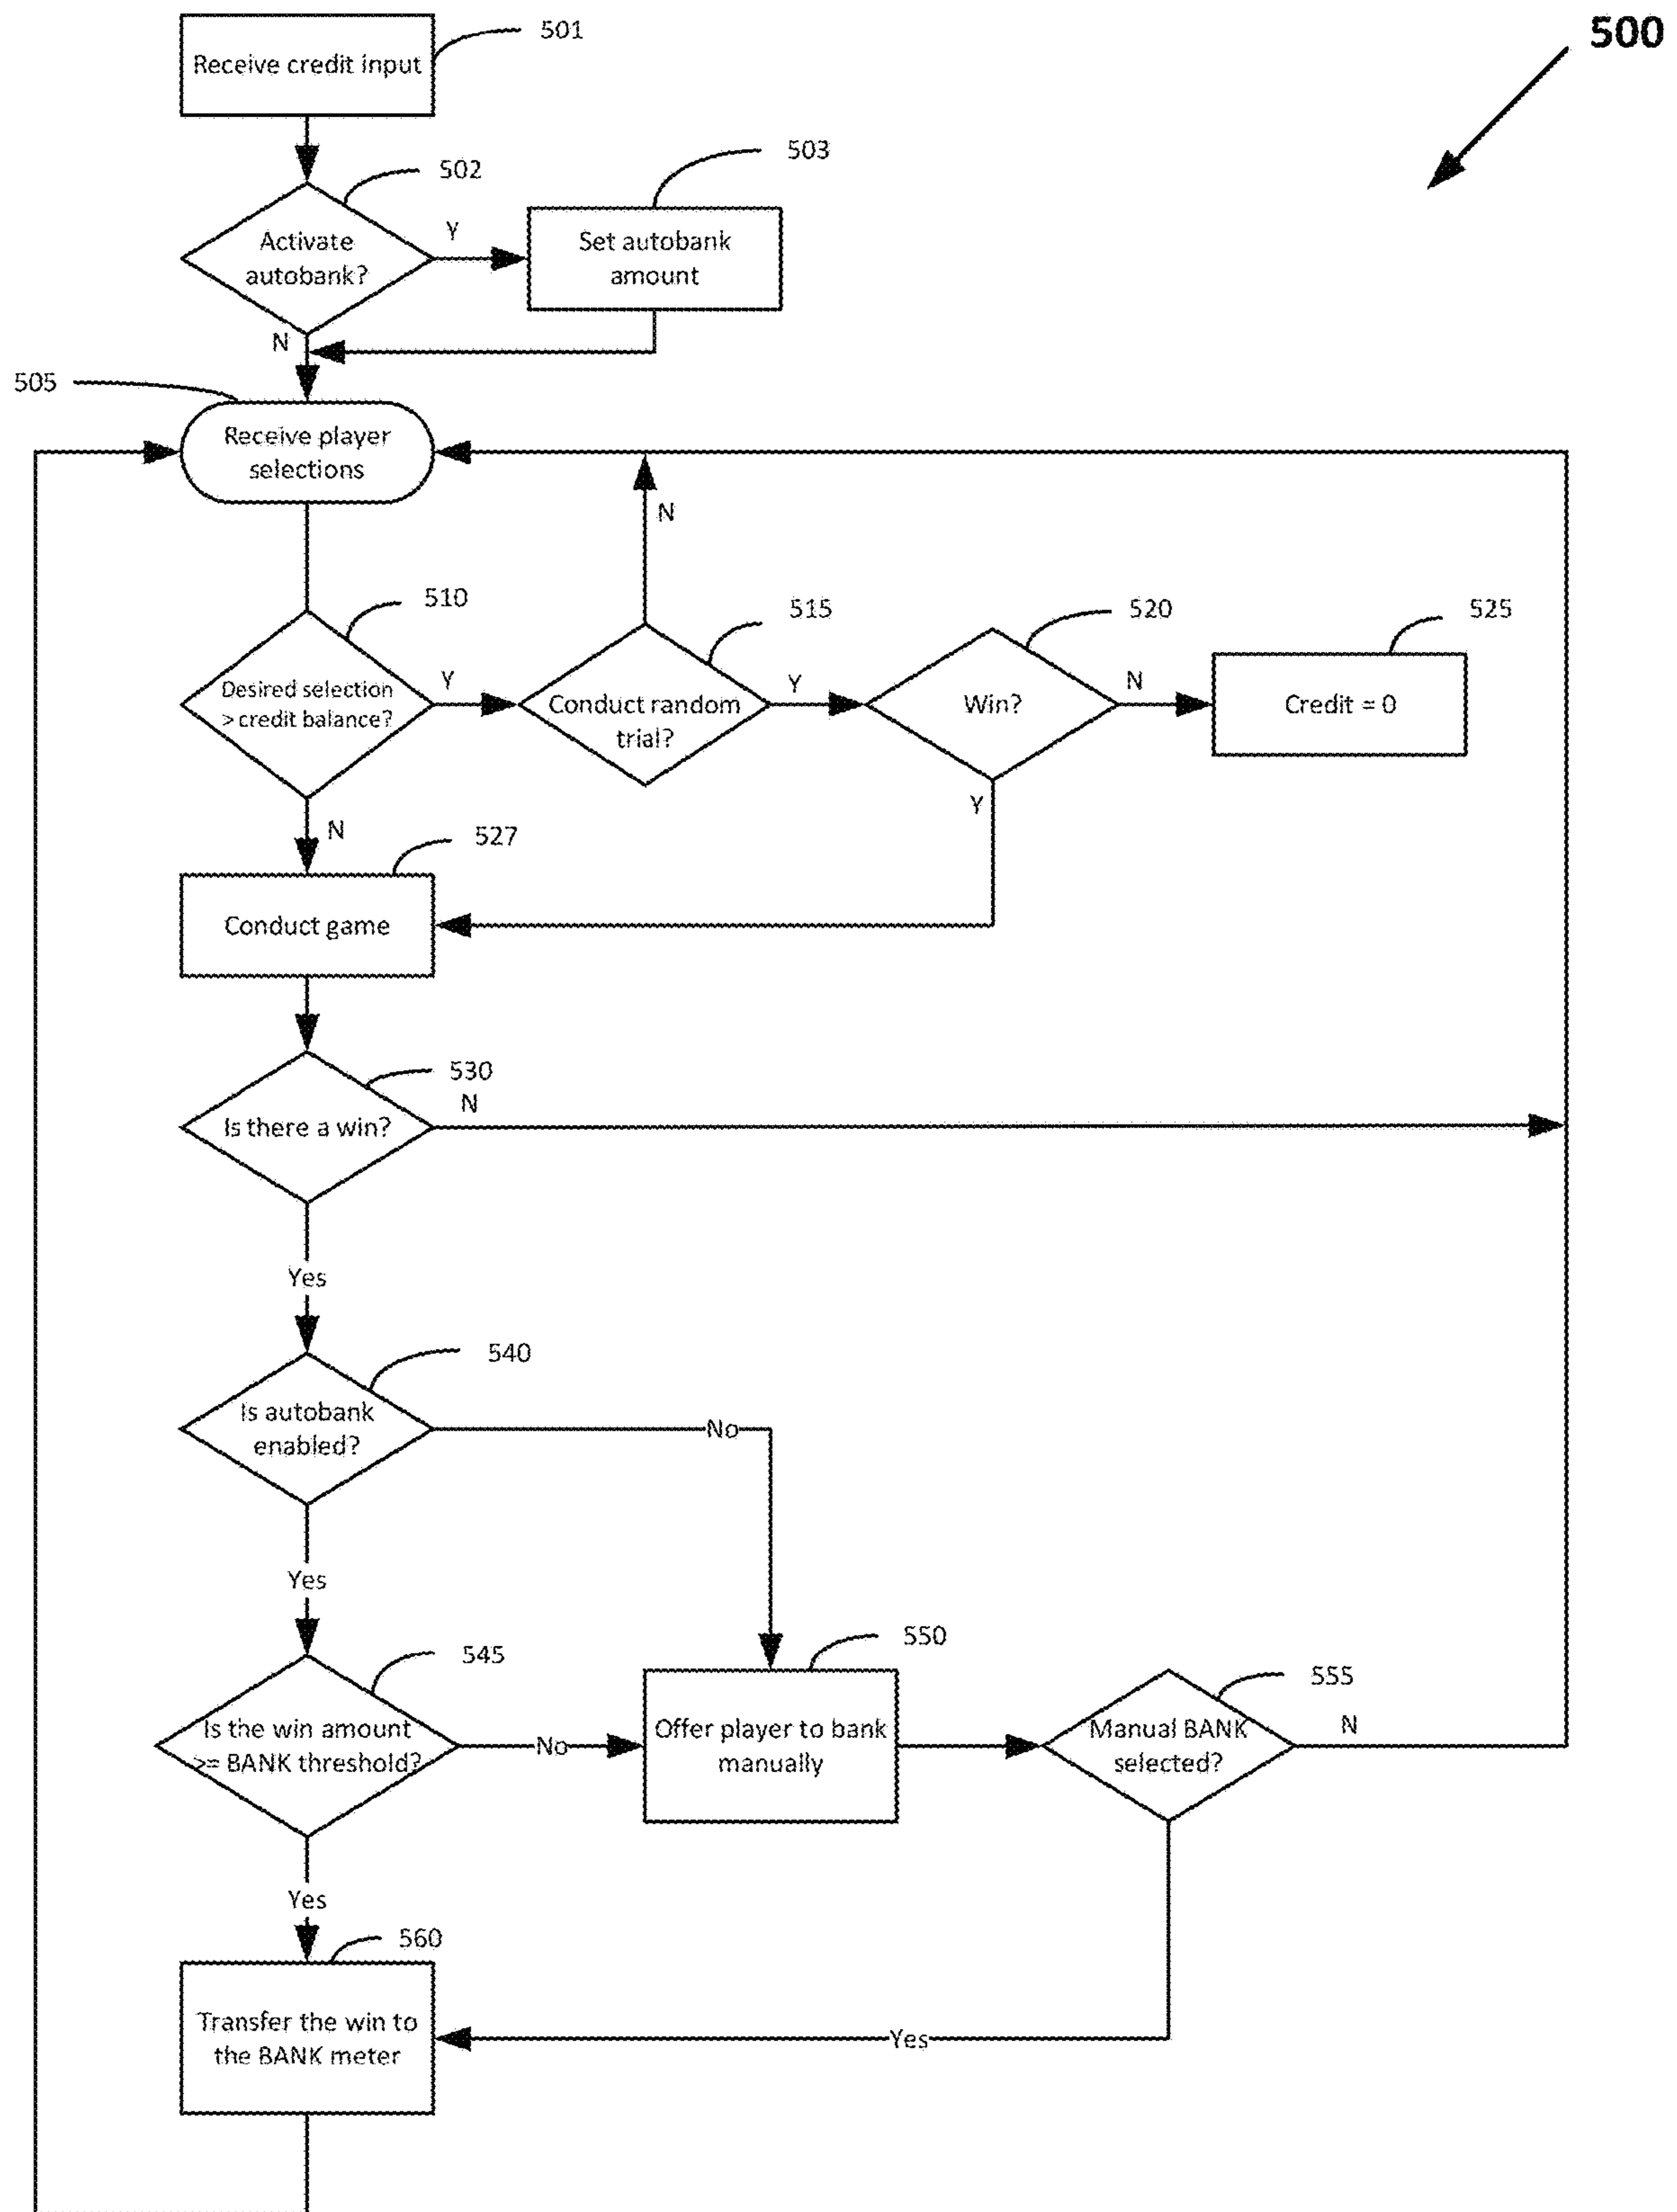 501
500
Receive credit input
503
502
Y
Activate
autobank?
Set autobank
amount
N
505
Receive player
selections
N
510
515
520
525
Y
Y
N
Desired selection
> credit balance?
Conduct random
trial?
Win?
Credit = 0
Y
N
527
Conduct game
530
N
Is there a win?
Yes
540
Is autobank
enabled?
No
Yes
550
545
555
Is the win amount
>= BANK threshold?
No
Offer player to bank
manually
Manual BANK
selected?
N
Yes
560
Transfer the win to
the BANK meter
Yes